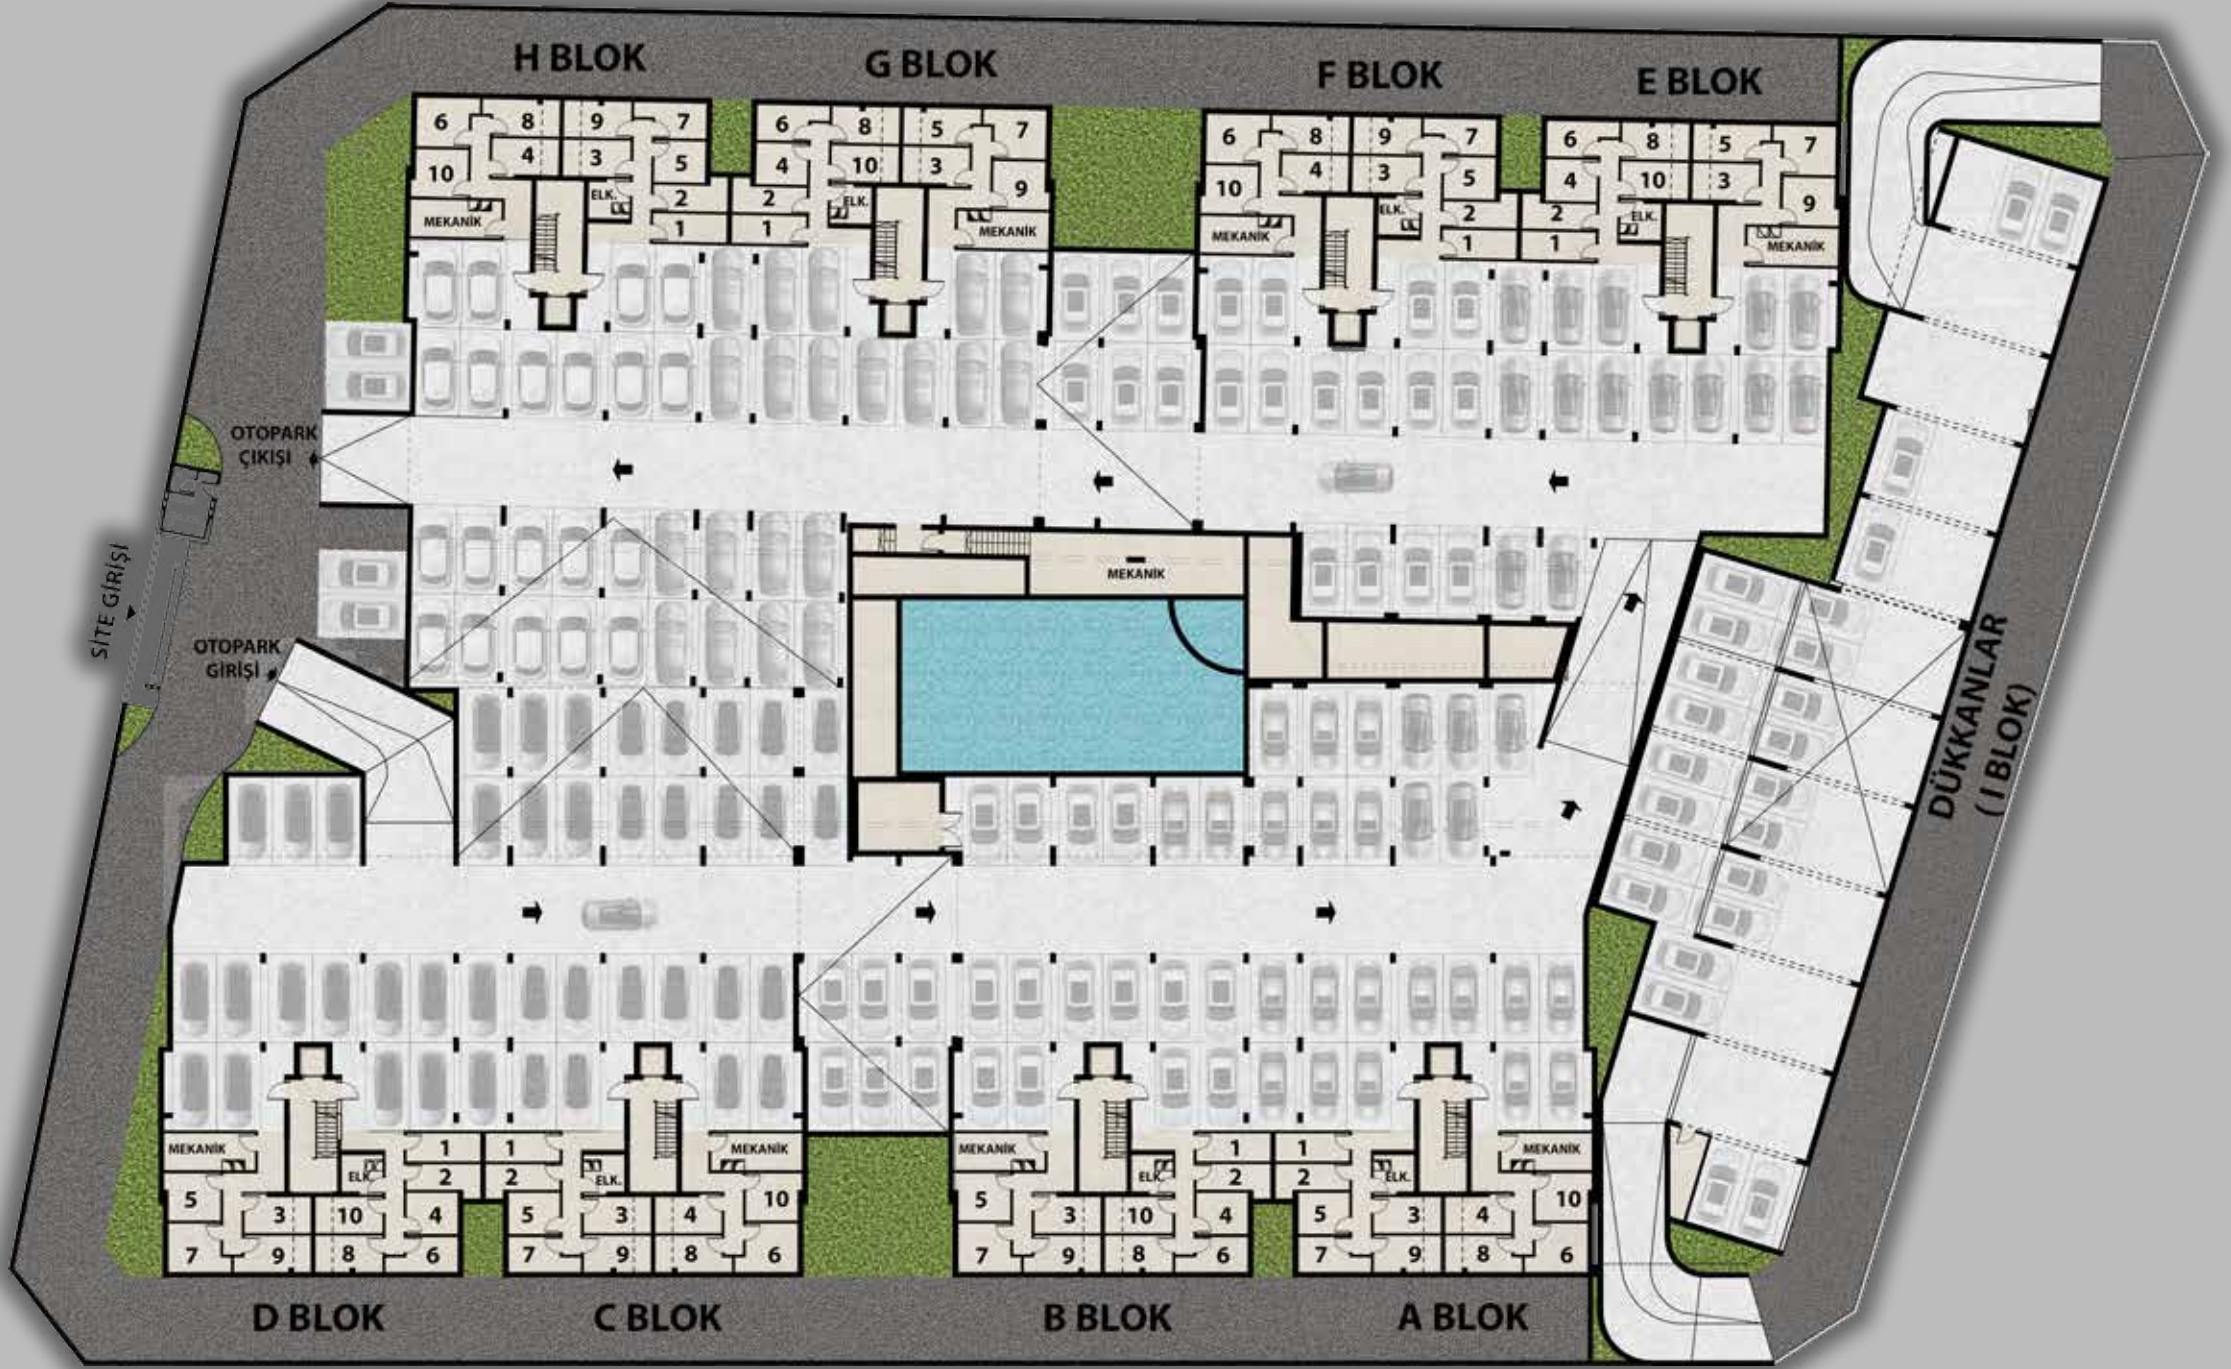 H BLOK
G BLOK
F BLOK
E BLOK
6 8 9 7
10 4 3 5
ELK. 2
MEKANİK 1
6 8 5 7
4 10 3
2 ELK. 9
1 MEKANİK
6 8 9 7
10 4 3 5
ELK. 2
MEKANİK 1
6 8 5 7
4 10 3
2 ELK. 9
1 MEKANİK
OTOPARK
ÇIKIŞI
SİTE GİRİŞİ
OTOPARK
GİRİŞİ
MEKANİK
DÜKKANLAR
( I BLOK)
MEKANİK 1
ELK. 2
5 3 10 4
7 9 8 6
1 MEKANİK
2 ELK. 10
5 3 4
7 9 8 6
MEKANİK 1
ELK. 2
5 3 10 4
7 9 8 6
1 MEKANİK
2 ELK. 10
5 3 4
7 9 8 6
D BLOK
C BLOK
B BLOK
A BLOK